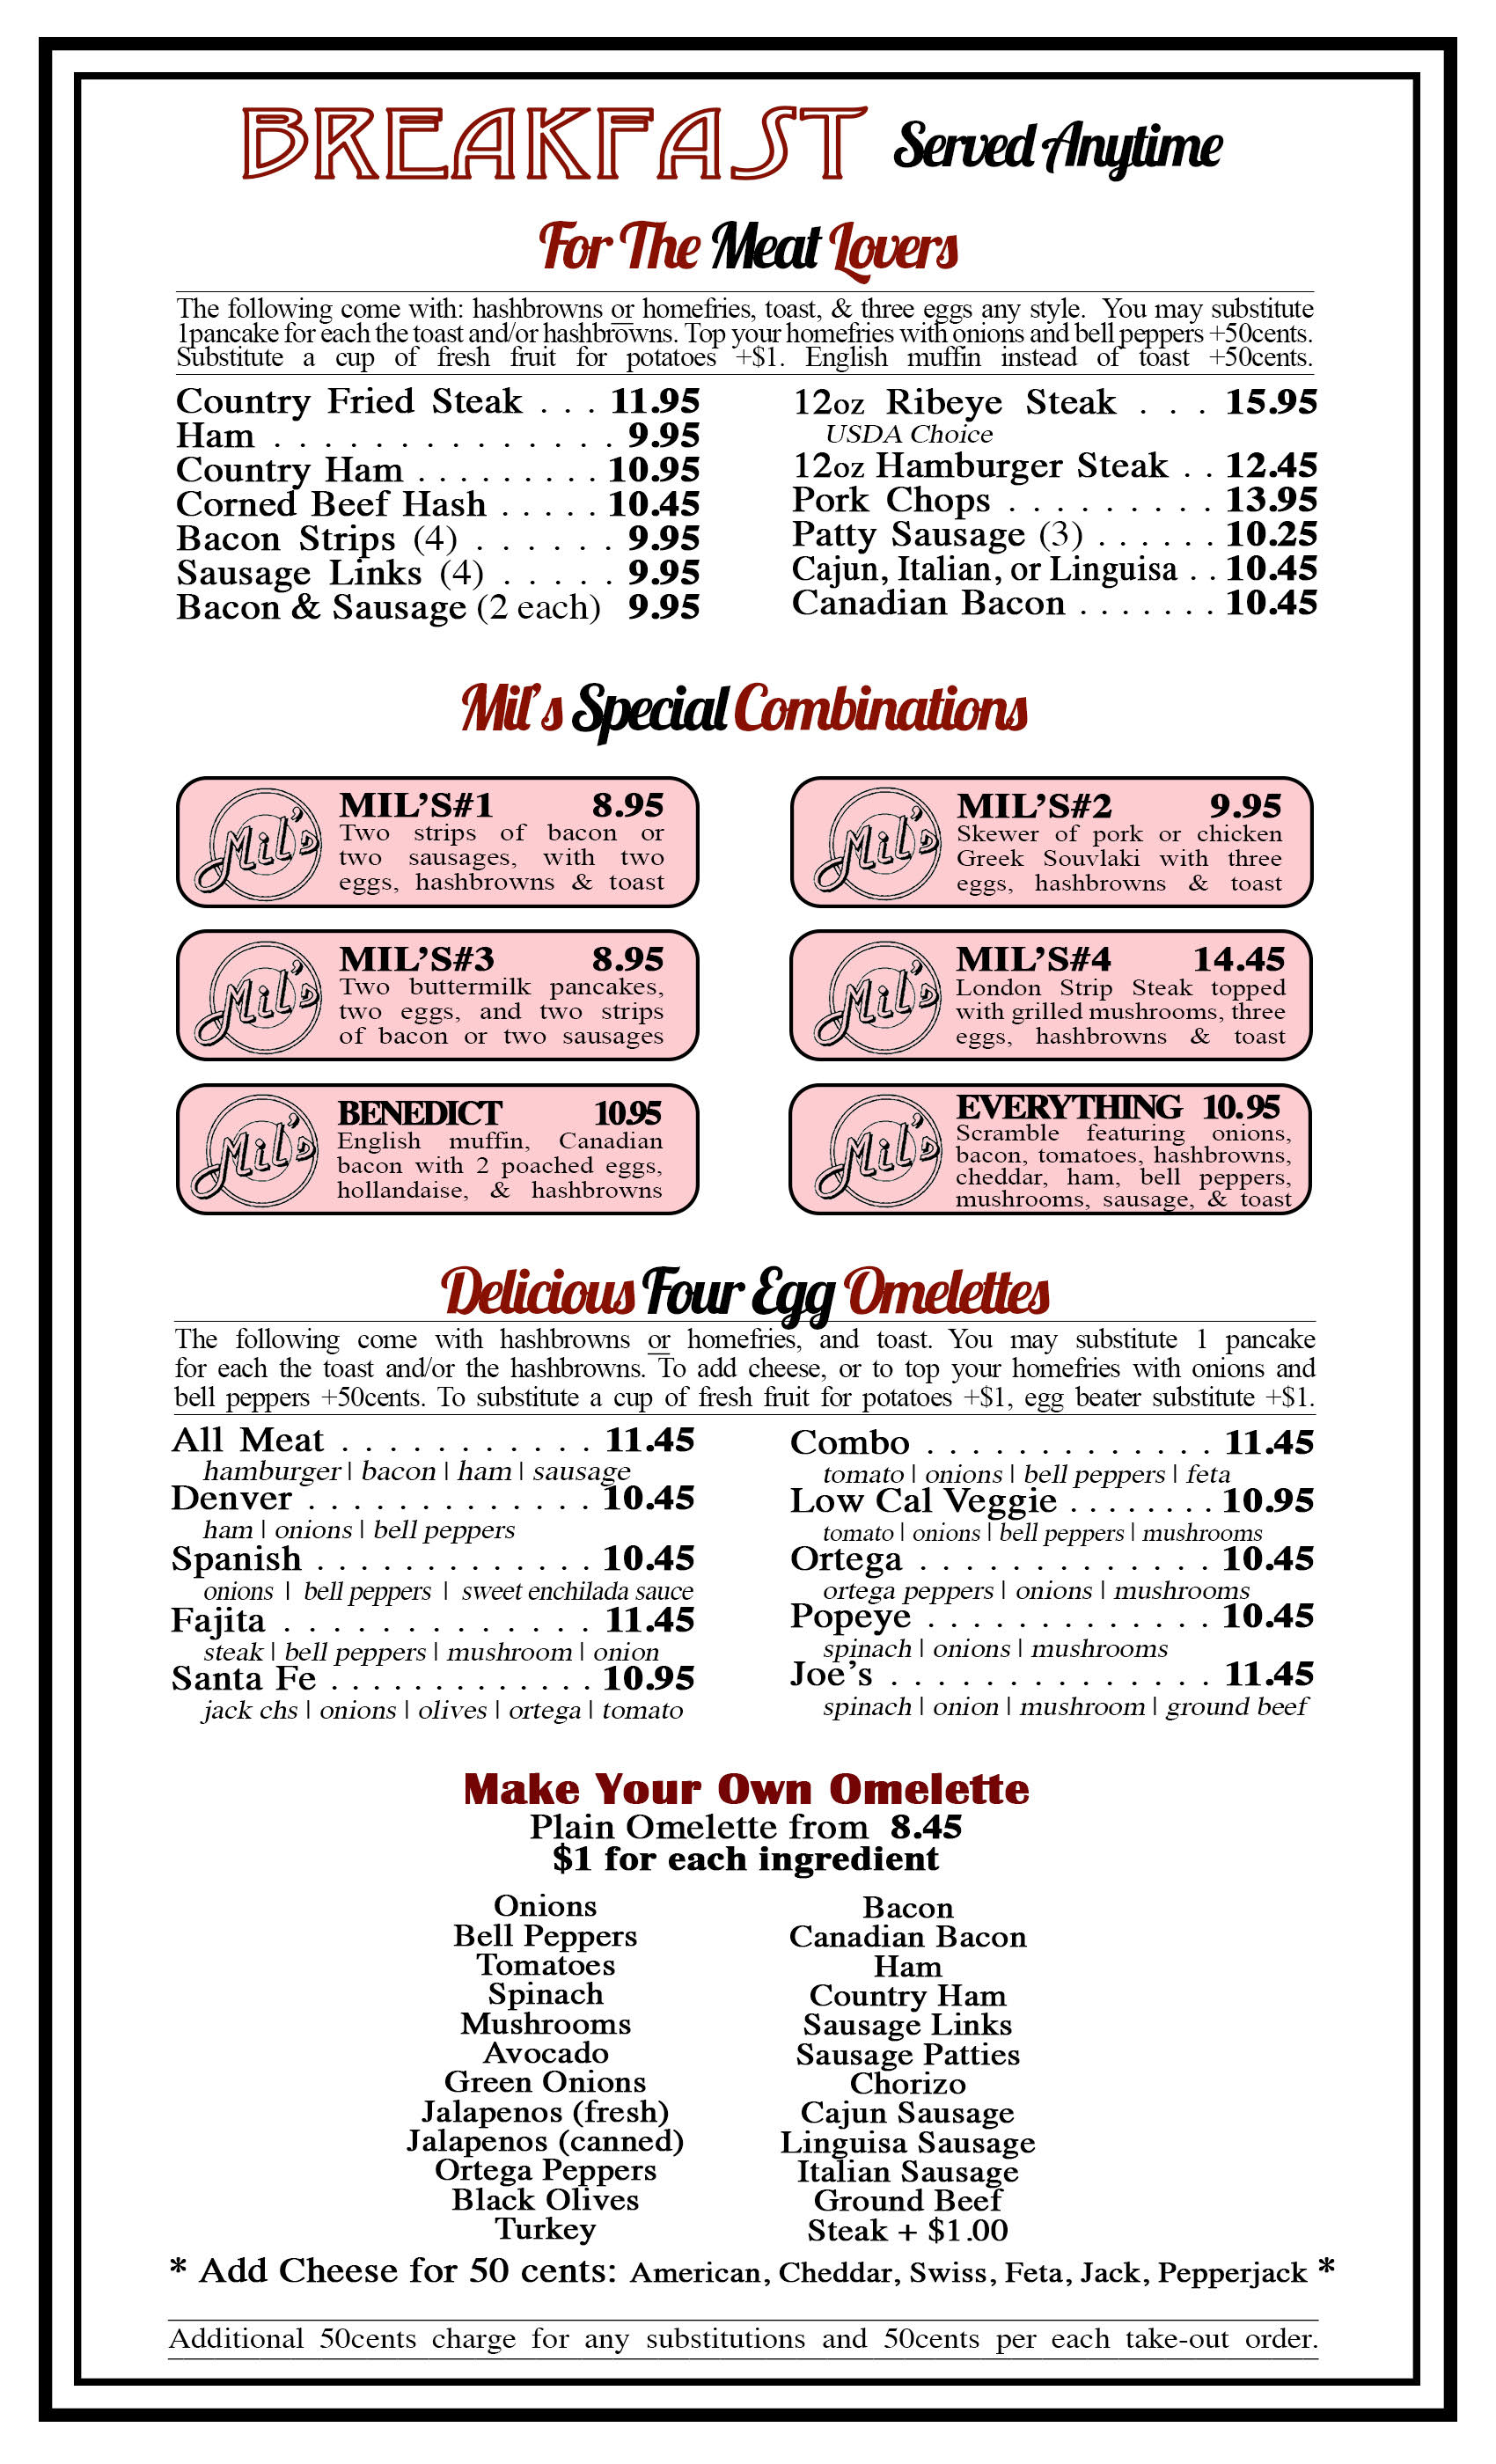 BREAKFAST Served Anytime
For The Meat Lovers
The following come with: hashbrowns or homefries, toast, & three eggs any style. You may substitute
1pancake for each the toast and/or hashbrowns. Top your homefries with onions and bell peppers +50cents.
Substitute a cup of fresh fruit for potatoes +$1. English muffin instead of toast +50cents.
Country Fried Steak . . . 11.95
Ham . . . . . . . . . . . . . . 9.95
Country Ham . . . . . . . . . 10.95
Corned Beef Hash . . . . . 10.45
Bacon Strips (4) . . . . . . 9.95
Sausage Links (4) . . . . . 9.95
Bacon & Sausage (2 each) 9.95
12oz Ribeye Steak . . . 15.95
USDA Choice
12oz Hamburger Steak . . 12.45
Pork Chops . . . . . . . . . 13.95
Patty Sausage (3) . . . . . . 10.25
Cajun, Italian, or Linguisa . . 10.45
Canadian Bacon . . . . . . . 10.45
Mil's Special Combinations
Mil's
MIL'S#1 8.95
Two strips of bacon or
two sausages, with two
eggs, hashbrowns & toast
Mil's
MIL'S#2 9.95
Skewer of pork or chicken
Greek Souvlaki with three
eggs, hashbrowns & toast
Mil's
MIL'S#3 8.95
Two buttermilk pancakes,
two eggs, and two strips
of bacon or two sausages
Mil's
MIL'S#4 14.45
London Strip Steak topped
with grilled mushrooms, three
eggs, hashbrowns & toast
Mil's
BENEDICT 10.95
English muffin, Canadian
bacon with 2 poached eggs,
hollandaise, & hashbrowns
Mil's
EVERYTHING 10.95
Scramble featuring onions,
bacon, tomatoes, hashbrowns,
cheddar, ham, bell peppers,
mushrooms, sausage, & toast
Delicious Four Egg Omelettes
The following come with hashbrowns or homefries, and toast. You may substitute 1 pancake
for each the toast and/or the hashbrowns. To add cheese, or to top your homefries with onions and
bell peppers +50cents. To substitute a cup of fresh fruit for potatoes +$1, egg beater substitute +$1.
All Meat . . . . . . . . . . . 11.45
hamburger | bacon | ham | sausage
Denver . . . . . . . . . . . . . 10.45
ham | onions | bell peppers
Spanish . . . . . . . . . . . . . 10.45
onions | bell peppers | sweet enchilada sauce
Fajita . . . . . . . . . . . . . . 11.45
steak | bell peppers | mushroom | onion
Santa Fe . . . . . . . . . . . . . 10.95
jack chs | onions | olives | ortega | tomato
Combo . . . . . . . . . . . . . 11.45
tomato | onions | bell peppers | feta
Low Cal Veggie . . . . . . . . 10.95
tomato | onions | bell peppers | mushrooms
Ortega . . . . . . . . . . . . . 10.45
ortega peppers | onions | mushrooms
Popeye . . . . . . . . . . . . . 10.45
spinach | onions | mushrooms
Joe's . . . . . . . . . . . . . . 11.45
spinach | onion | mushroom | ground beef
Make Your Own Omelette
Plain Omelette from 8.45
$1 for each ingredient
Onions
Bell Peppers
Tomatoes
Spinach
Mushrooms
Avocado
Green Onions
Jalapenos (fresh)
Jalapenos (canned)
Ortega Peppers
Black Olives
Turkey
Bacon
Canadian Bacon
Ham
Country Ham
Sausage Links
Sausage Patties
Chorizo
Cajun Sausage
Linguisa Sausage
Italian Sausage
Ground Beef
Steak + $1.00
* Add Cheese for 50 cents: American, Cheddar, Swiss, Feta, Jack, Pepperjack *
Additional 50cents charge for any substitutions and 50cents per each take-out order.